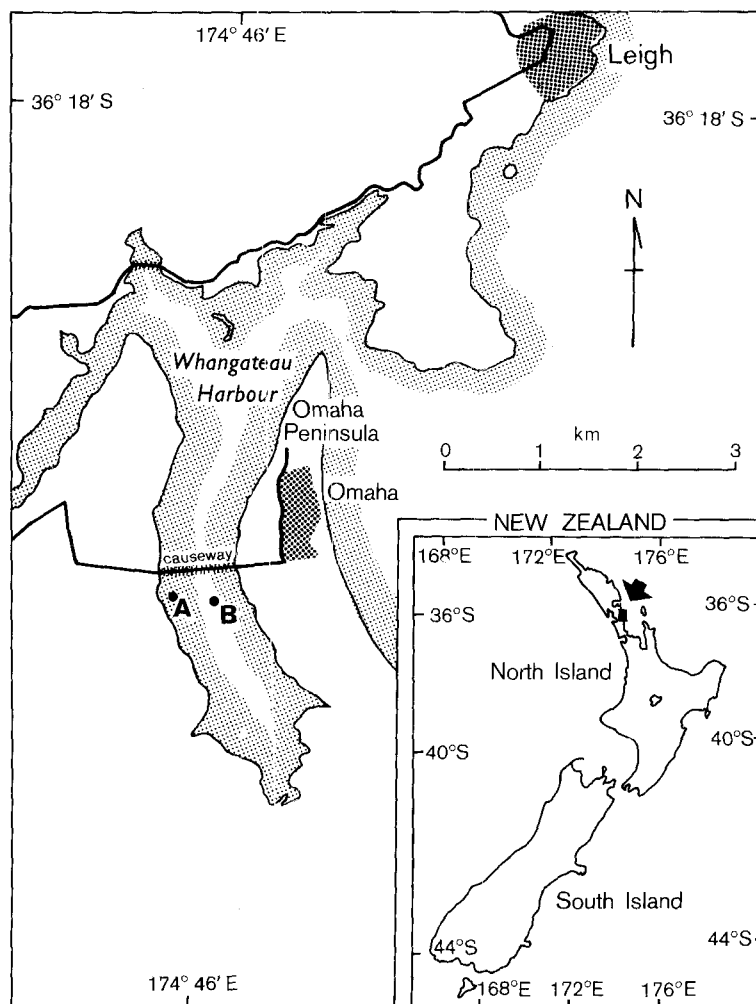 174° 46′ E
Leigh
36° 18′ S
36° 18′ S
N
Whangateau
Harbour
Omaha
Peninsula
km
0 1 2 3
Omaha
causeway
A
B
NEW ZEALAND
168°E 172°E 176°E
36°S
36°S
North Island
40°S
40°S
South Island
44°S
44°S
168°E 172°E 176°E
174° 46′ E